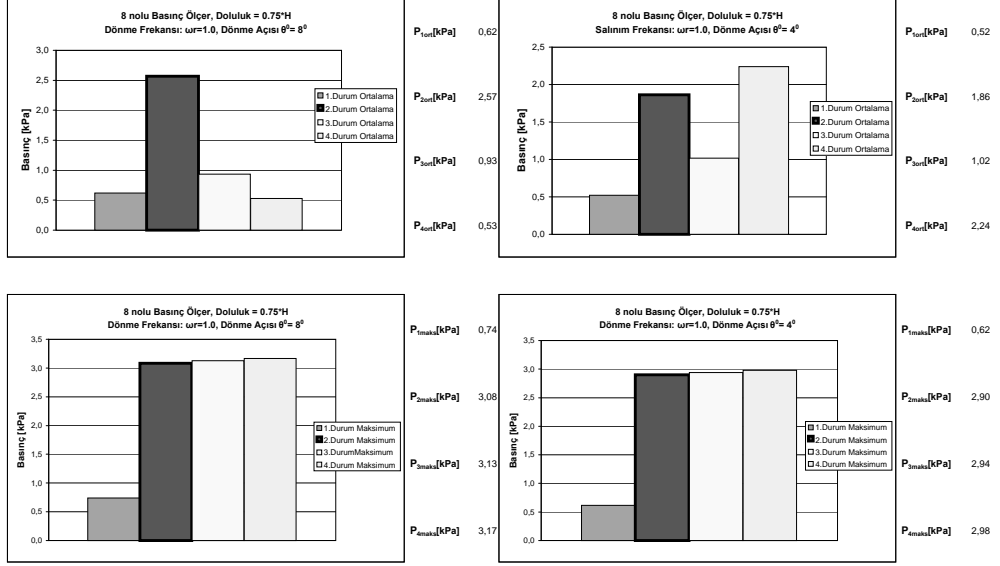 8 nolu Basınç Ölçer, Doluluk = 0.75*H
Dönme Frekansı: ωr=1.0, Dönme Açısı θ⁰= 8⁰
3,0
2,5
2,0
1,5
1,0
0,5
0,0
Basınç [kPa]
1.Durum Ortalama
2.Durum Ortalama
3.Durum Ortalama
4.Durum Ortalama
P1ort[kPa] 0,62
P2ort[kPa] 2,57
P3ort[kPa] 0,93
P4ort[kPa] 0,53
8 nolu Basınç Ölçer, Doluluk = 0.75*H
Salınım Frekansı: ωr=1.0, Dönme Açısı θ⁰= 4⁰
2,5
2,0
1,5
1,0
0,5
0,0
Basınç [kPa]
1.Durum Ortalama
2.Durum Ortalama
3.Durum Ortalama
4.Durum Ortalama
P1ort[kPa] 0,52
P2ort[kPa] 1,86
P3ort[kPa] 1,02
P4ort[kPa] 2,24
8 nolu Basınç Ölçer, Doluluk = 0.75*H
Dönme Frekansı: ωr=1.0, Dönme Açısı θ⁰= 8⁰
3,5
3,0
2,5
2,0
1,5
1,0
0,5
0,0
Basınç [kPa]
1.Durum Maksimum
2.Durum Maksimum
3.DurumMaksimum
4.Durum Maksimum
P1maks[kPa] 0,74
P2maks[kPa] 3,08
P3maks[kPa] 3,13
P4maks[kPa] 3,17
8 nolu Basınç Ölçer, Doluluk = 0.75*H
Dönme Frekansı: ωr=1.0, Dönme Açısı θ⁰= 4⁰
3,5
3,0
2,5
2,0
1,5
1,0
0,5
0,0
Basınç [kPa]
1.Durum Maksimum
2.Durum Maksimum
3.Durum Maksimum
4.Durum Maksimum
P1maks[kPa] 0,62
P2maks[kPa] 2,90
P3maks[kPa] 2,94
P4maks[kPa] 2,98